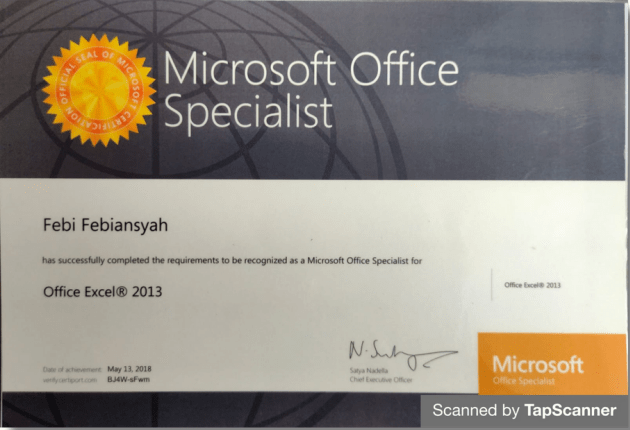 OFFICIAL SEAL OF MICROSOFT CERTIFICATION
Microsoft Office
Specialist
Febi Febiansyah
has successfully completed the requirements to be recognized as a Microsoft Office Specialist for
Office Excel® 2013
Office Excel® 2013
Satya Nadella
Chief Executive Officer
Date of achievement: May 13, 2018
verify.certiport.com BJ4W-sFwm
Microsoft
Office Specialist
Scanned by TapScanner